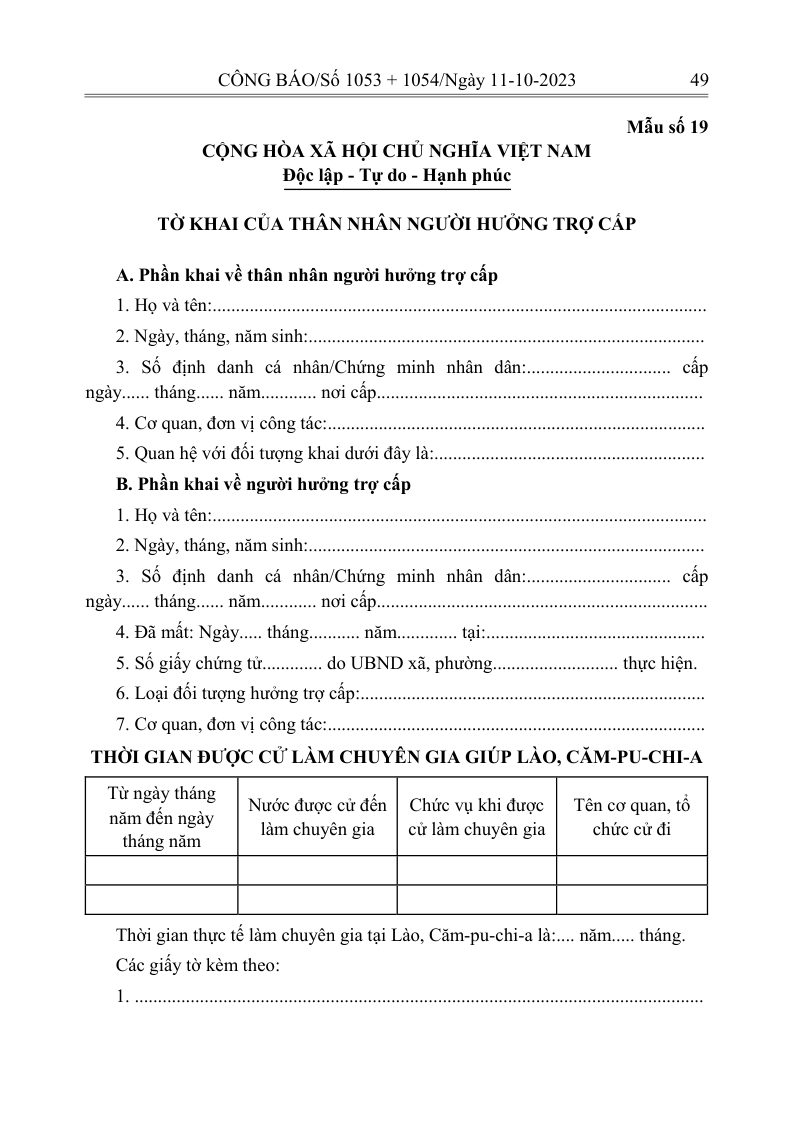 CÔNG BÁO/Số 1053 + 1054/Ngày 11-10-2023 49
Mẫu số 19
CỘNG HÒA XÃ HỘI CHỦ NGHĨA VIỆT NAM
Độc lập - Tự do - Hạnh phúc
TỜ KHAI CỦA THÂN NHÂN NGƯỜI HƯỞNG TRỢ CẤP
A. Phần khai về thân nhân người hưởng trợ cấp
1. Họ và tên:..........................................................................................................
2. Ngày, tháng, năm sinh:.....................................................................................
3. Số định danh cá nhân/Chứng minh nhân dân:............................... cấp
ngày...... tháng...... năm............ nơi cấp......................................................................
4. Cơ quan, đơn vị công tác:.................................................................................
5. Quan hệ với đối tượng khai dưới đây là:..........................................................
B. Phần khai về người hưởng trợ cấp
1. Họ và tên:..........................................................................................................
2. Ngày, tháng, năm sinh:.....................................................................................
3. Số định danh cá nhân/Chứng minh nhân dân:............................... cấp
ngày...... tháng...... năm............ nơi cấp.......................................................................
4. Đã mất: Ngày..... tháng........... năm............. tại:...............................................
5. Số giấy chứng tử............. do UBND xã, phường........................... thực hiện.
6. Loại đối tượng hưởng trợ cấp:..........................................................................
7. Cơ quan, đơn vị công tác:.................................................................................
THỜI GIAN ĐƯỢC CỬ LÀM CHUYÊN GIA GIÚP LÀO, CĂM-PU-CHI-A
Từ ngày tháng
năm đến ngày
tháng năm
Nước được cử đến
làm chuyên gia
Chức vụ khi được
cử làm chuyên gia
Tên cơ quan, tổ
chức cử đi
Thời gian thực tế làm chuyên gia tại Lào, Căm-pu-chi-a là:.... năm..... tháng.
Các giấy tờ kèm theo:
1. ..........................................................................................................................